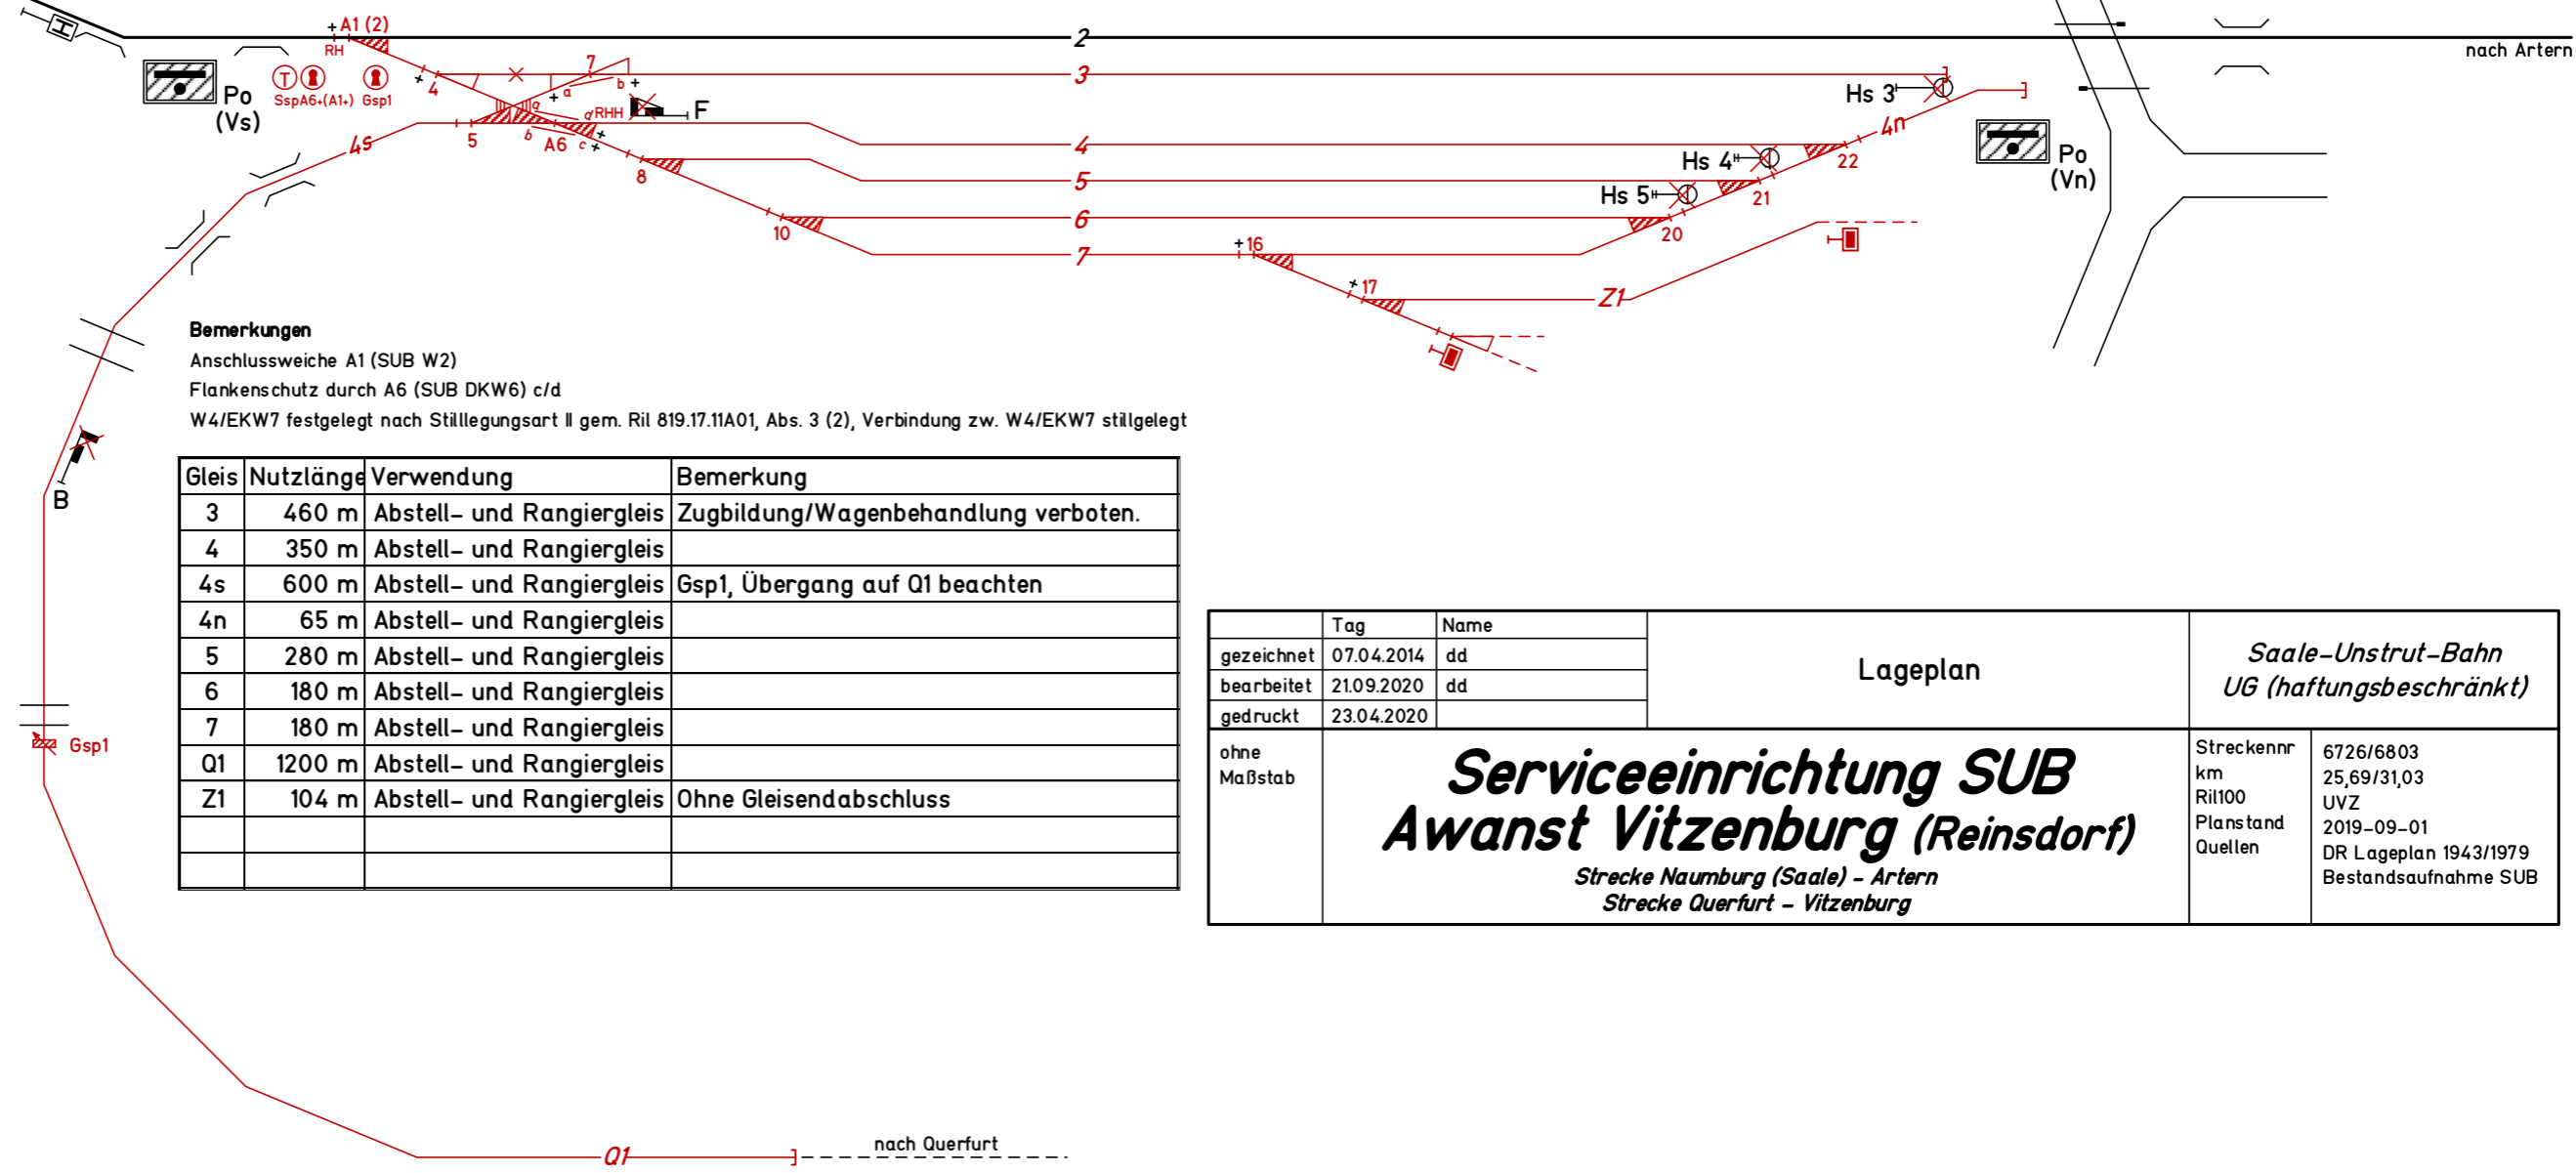 A1 (2)
RH
2
nach Artern
Po
(Vs)
T
SspA6+(A1+)
Gsp1
4
7
a
b
3
Hs 3
F
RHH
a
d
b
c
A6
5
4s
4
4n
Hs 4
22
Po
(Vn)
8
5
Hs 5
21
10
6
20
7
16
17
Z1
Bemerkungen
Anschlussweiche A1 (SUB W2)
Flankenschutz durch A6 (SUB DKW6) c/d
W4/EKW7 festgelegt nach Stilllegungsart II gem. Ril 819.17.11A01, Abs. 3 (2), Verbindung zw. W4/EKW7 stillgelegt
B
Gsp1
Gleis Nutzlänge Verwendung Bemerkung
3 460 m Abstell- und Rangiergleis Zugbildung/Wagenbehandlung verboten.
4 350 m Abstell- und Rangiergleis
4s 600 m Abstell- und Rangiergleis Gsp1, Übergang auf Q1 beachten
4n 65 m Abstell- und Rangiergleis
5 280 m Abstell- und Rangiergleis
6 180 m Abstell- und Rangiergleis
7 180 m Abstell- und Rangiergleis
Q1 1200 m Abstell- und Rangiergleis
Z1 104 m Abstell- und Rangiergleis Ohne Gleisendabschluss
Tag Name
gezeichnet 07.04.2014 dd
bearbeitet 21.09.2020 dd
gedruckt 23.04.2020
Lageplan
Saale-Unstrut-Bahn
UG (haftungsbeschränkt)
ohne
Maßstab
Serviceeinrichtung SUB
Awanst Vitzenburg (Reinsdorf)
Strecke Naumburg (Saale) - Artern
Strecke Querfurt - Vitzenburg
Streckennr 6726/6803
km 25,69/31,03
Ril100 UVZ
Planstand 2019-09-01
Quellen DR Lageplan 1943/1979
Bestandsaufnahme SUB
Q1
nach Querfurt